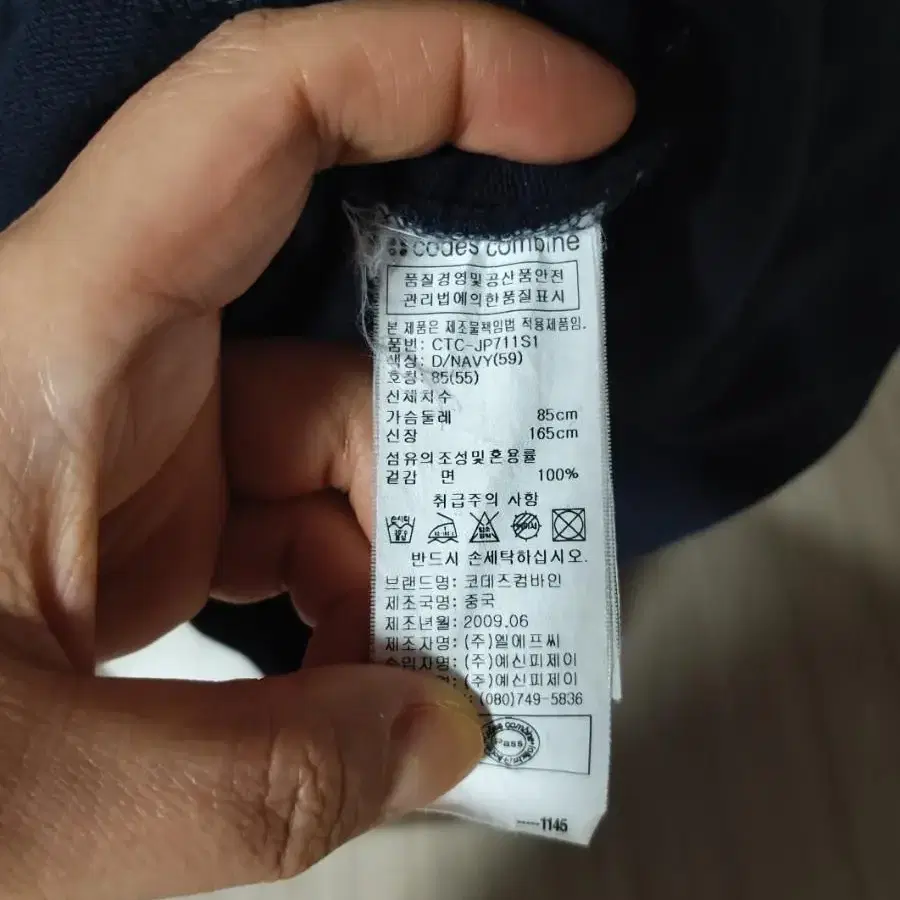 codes combine
품질경영및공산품안전
관리법에의한품질표시
본 제품은 제조물책임법 적용제품임.
품번: CTC-JP711S1
색상: D/NAVY(59)
호칭: 85(55)
신체치수
가슴둘레 85cm
신장 165cm
섬유의조성및혼용률
겉감 면 100%
취급주의 사항
반드시 손세탁하십시오.
브랜드명: 코데즈컴바인
제조국명: 중국
제조년월: 2009.06
제조자명: (주)엘에프씨
수입자명: (주)예신피제이
(주)예신피제이
(080)749-5836
codes combine
Pass
1145